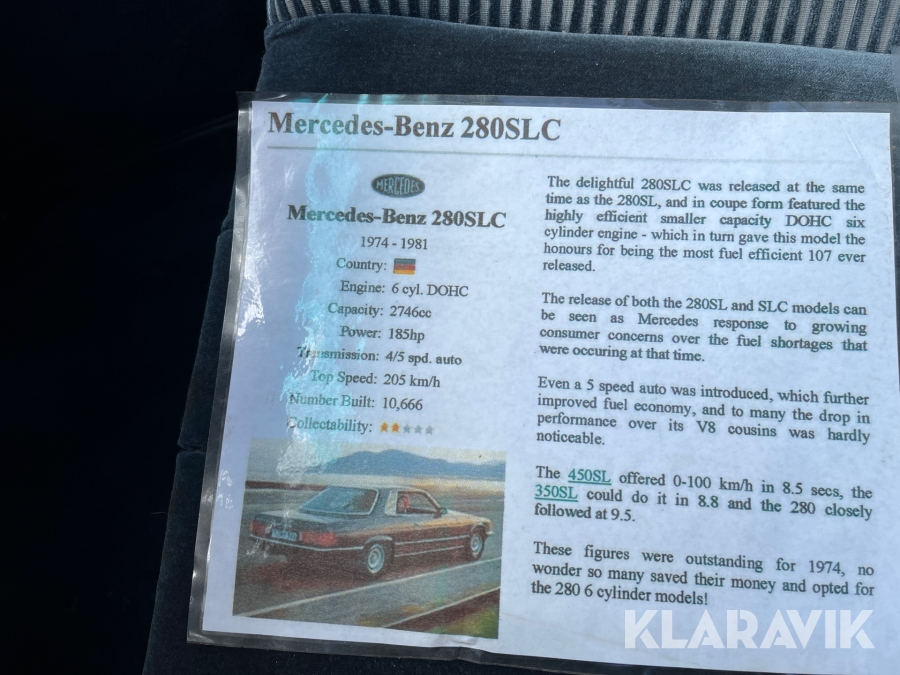 Mercedes-Benz 280SLC
MERCEDES
Mercedes-Benz 280SLC
1974 - 1981
Country:
Engine: 6 cyl. DOHC
Capacity: 2746cc
Power: 185hp
Transmission: 4/5 spd. auto
Top Speed: 205 km/h
Number Built: 10,666
Collectability:
The delightful 280SLC was released at the same
time as the 280SL, and in coupe form featured the
highly efficient smaller capacity DOHC six
cylinder engine - which in turn gave this model the
honours for being the most fuel efficient 107 ever
released.
The release of both the 280SL and SLC models can
be seen as Mercedes response to growing
consumer concerns over the fuel shortages that
were occuring at that time.
Even a 5 speed auto was introduced, which further
improved fuel economy, and to many the drop in
performance over its V8 cousins was hardly
noticeable.
The 450SL offered 0-100 km/h in 8.5 secs, the
350SL could do it in 8.8 and the 280 closely
followed at 9.5.
These figures were outstanding for 1974, no
wonder so many saved their money and opted for
the 280 6 cylinder models!
KLARAVIK